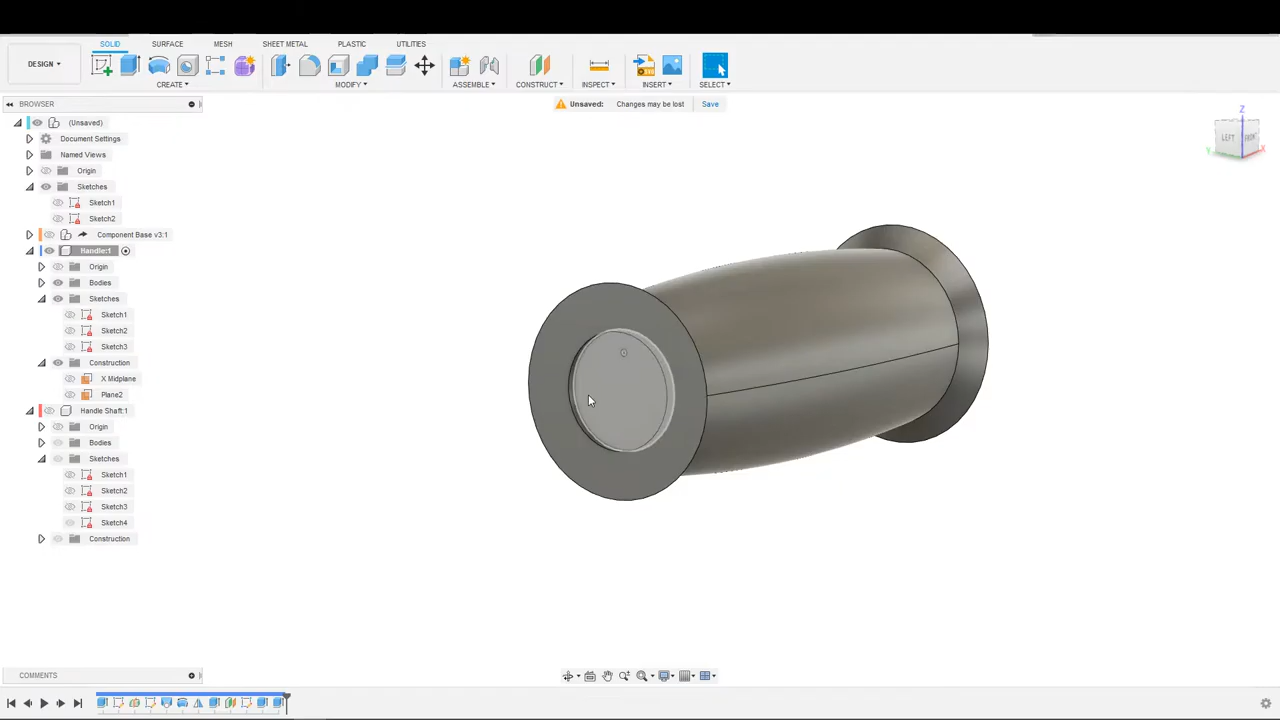 SOLID SURFACE MESH SHEET METAL PLASTIC UTILITIES
DESIGN
CREATE MODIFY ASSEMBLE CONSTRUCT INSPECT INSERT SELECT
BROWSER
Unsaved: Changes may be lost Save
(Unsaved)
Document Settings
Named Views
Origin
Sketches
Sketch1
Sketch2
Component Base v3:1
Handle:1
Origin
Bodies
Sketches
Sketch1
Sketch2
Sketch3
Construction
X Midplane
Plane2
Handle Shaft:1
Origin
Bodies
Sketches
Sketch1
Sketch2
Sketch3
Sketch4
Construction
Z
LEFT FRONT
Y X
COMMENTS